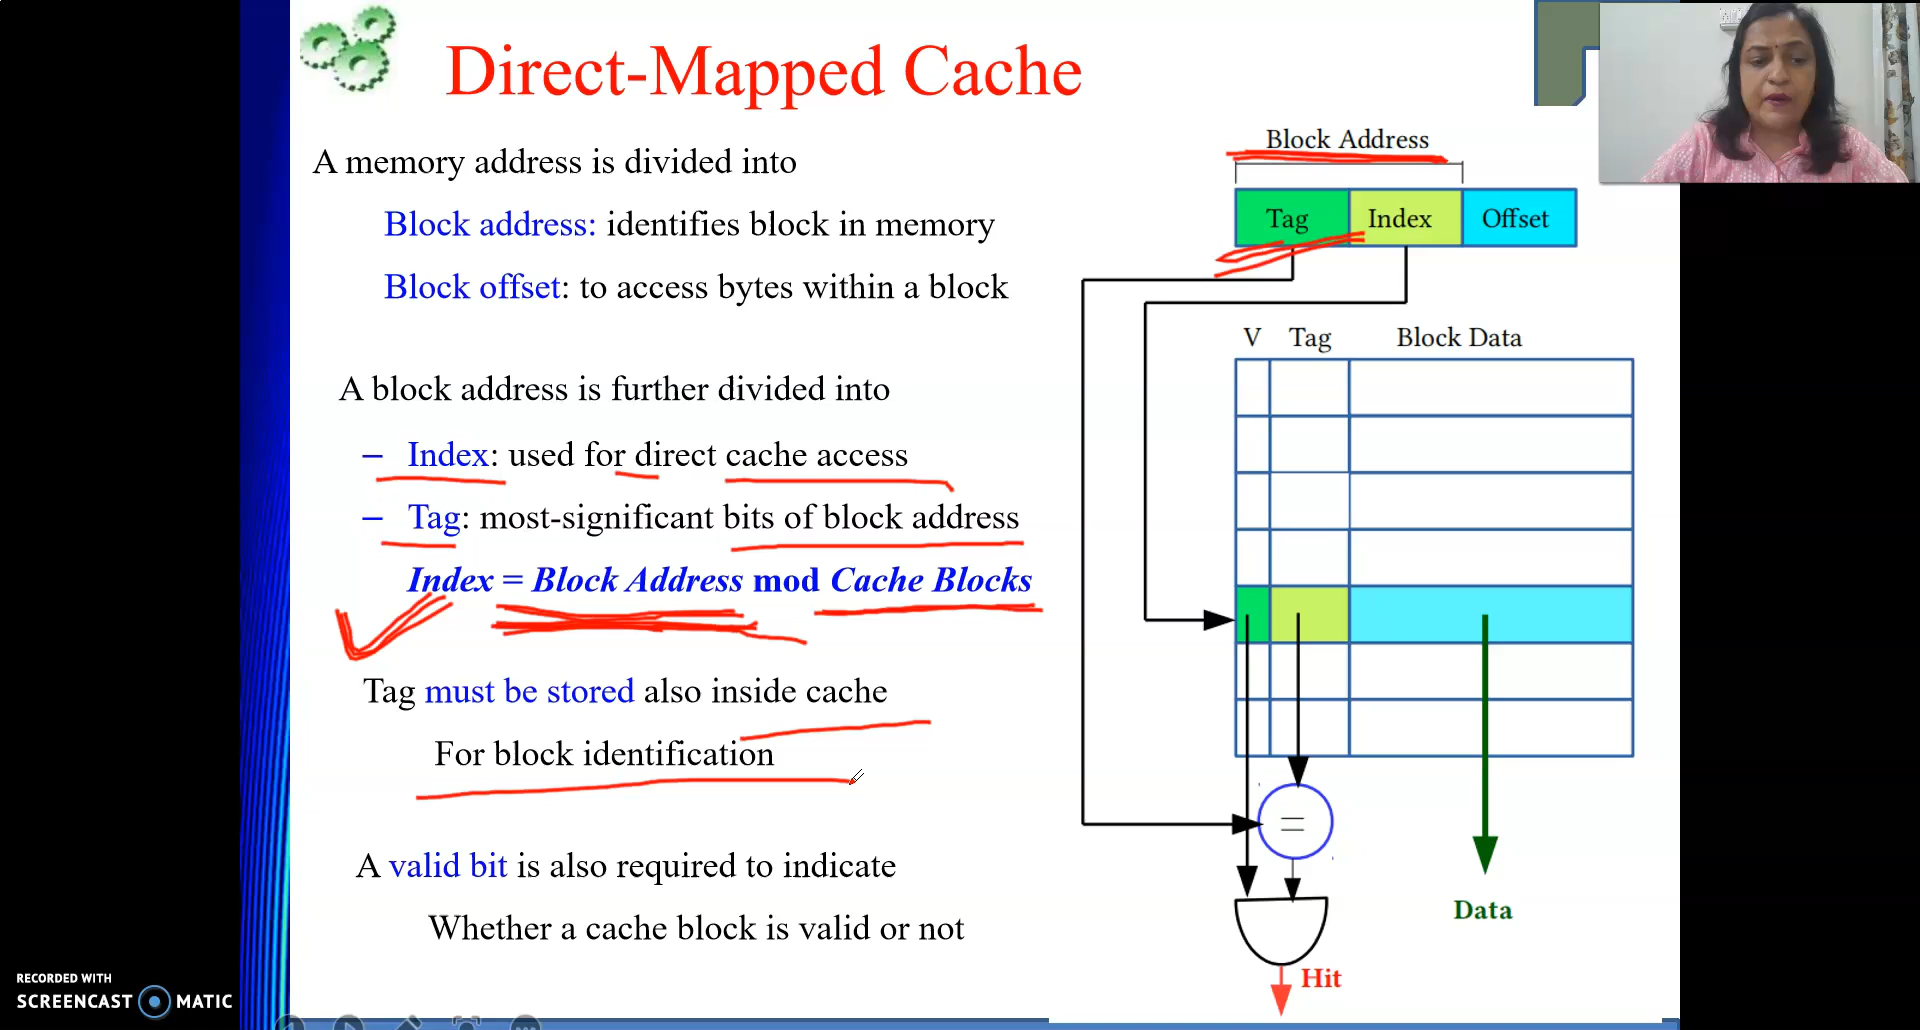 Direct-Mapped Cache
A memory address is divided into
Block address: identifies block in memory
Block offset: to access bytes within a block
A block address is further divided into
– Index: used for direct cache access
– Tag: most-significant bits of block address
Index = Block Address mod Cache Blocks
Tag must be stored also inside cache
For block identification
A valid bit is also required to indicate
Whether a cache block is valid or not
Block Address
Tag Index Offset
V Tag Block Data
=
Data
Hit
RECORDED WITH
SCREENCAST MATIC